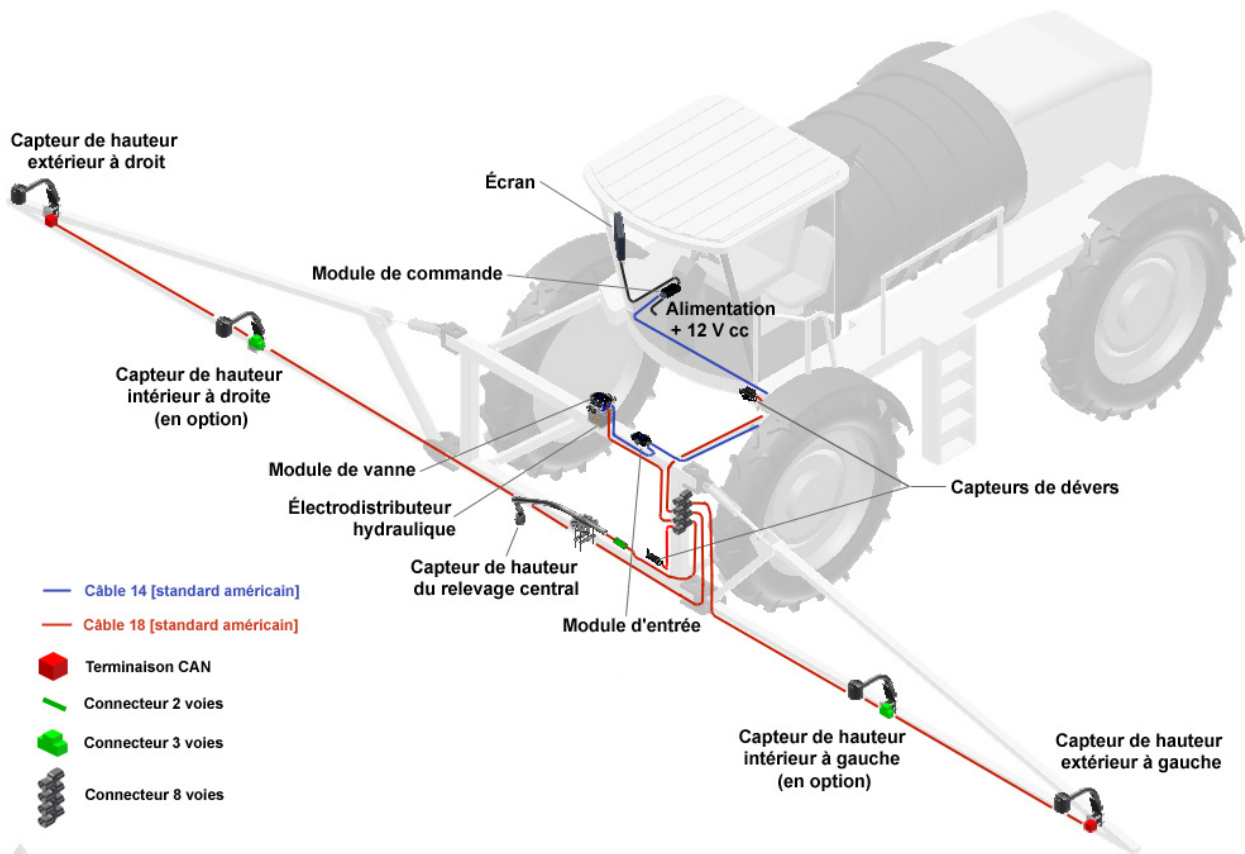 Capteur de hauteur
extérieur à droit
Écran
Module de commande
Alimentation
+ 12 V cc
Capteur de hauteur
intérieur à droite
(en option)
Module de vanne
Électrodistributeur
hydraulique
Capteurs de dévers
Capteur de hauteur
du relevage central
Module d'entrée
Câble 14 [standard américain]
Câble 18 [standard américain]
Terminaison CAN
Connecteur 2 voies
Connecteur 3 voies
Connecteur 8 voies
Capteur de hauteur
intérieur à gauche
(en option)
Capteur de hauteur
extérieur à gauche